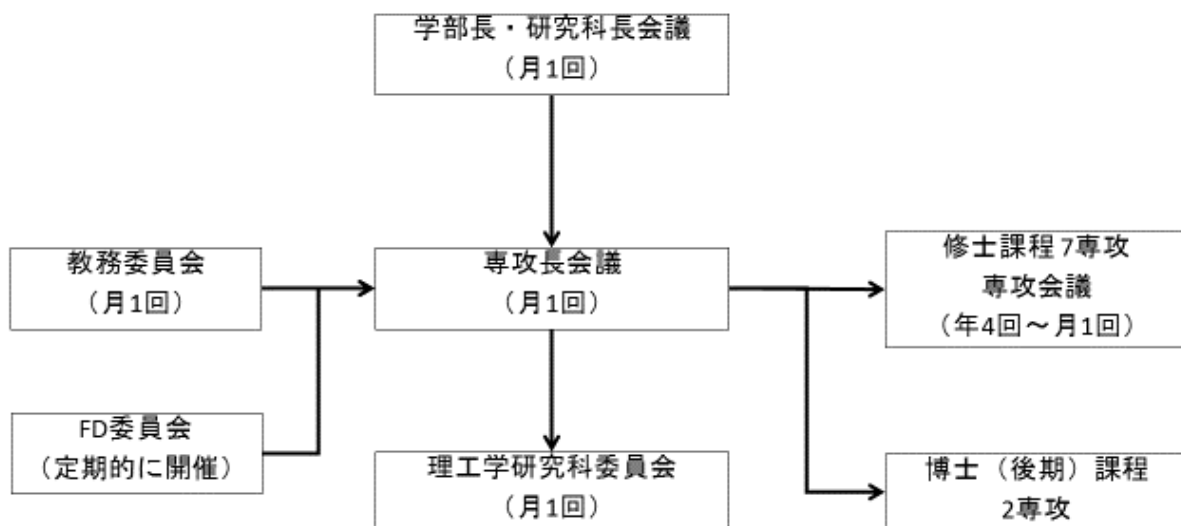 学部長・研究科長会議
（月1回）
教務委員会
（月1回）
専攻長会議
（月1回）
修士課程 7専攻
専攻会議
（年4回～月1回）
FD委員会
（定期的に開催）
理工学研究科委員会
（月1回）
博士（後期）課程
2専攻